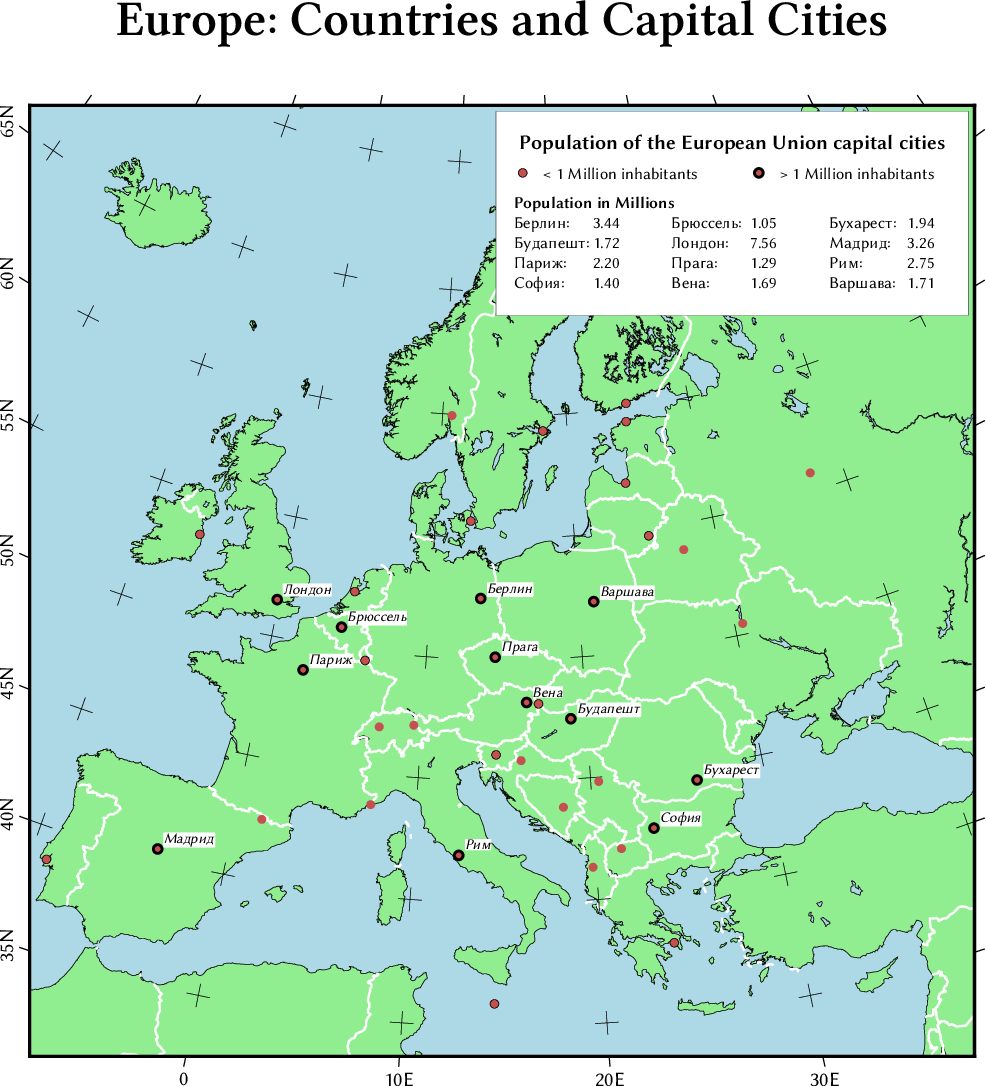 Europe: Countries and Capital Cities
Population of the European Union capital cities
< 1 Million inhabitants > 1 Million inhabitants
Population in Millions
Берлин: 3.44 Брюссель: 1.05 Бухарест: 1.94
Будапешт: 1.72 Лондон: 7.56 Мадрид: 3.26
Париж: 2.20 Прага: 1.29 Рим: 2.75
София: 1.40 Вена: 1.69 Варшава: 1.71
65N
60N
55N
50N
45N
40N
35N
Лондон
Берлин
Варшава
Брюссель
Прага
Париж
Вена
Будапешт
Бухарест
София
Мадрид
Рим
0 10E 20E 30E